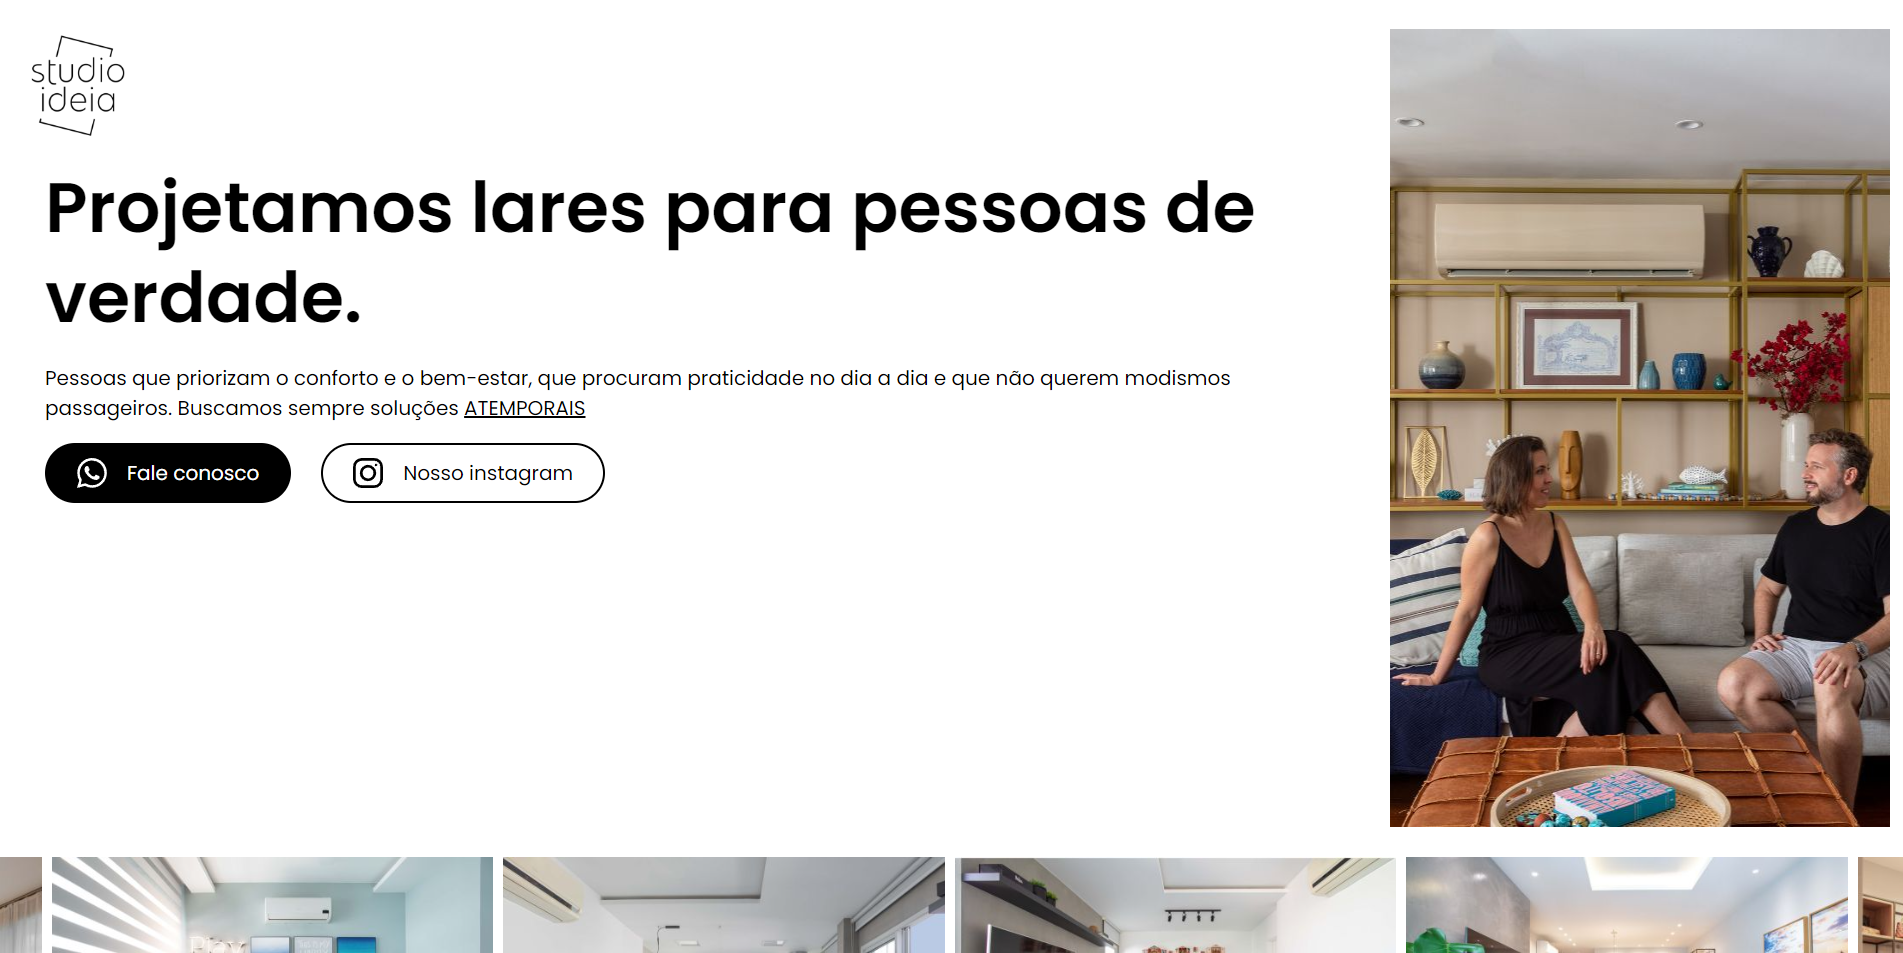 studio
ideia
Projetamos lares para pessoas de
verdade.
Pessoas que priorizam o conforto e o bem-estar, que procuram praticidade no dia a dia e que não querem modismos
passageiros. Buscamos sempre soluções ATEMPORAIS
Fale conosco
Nosso instagram
Play